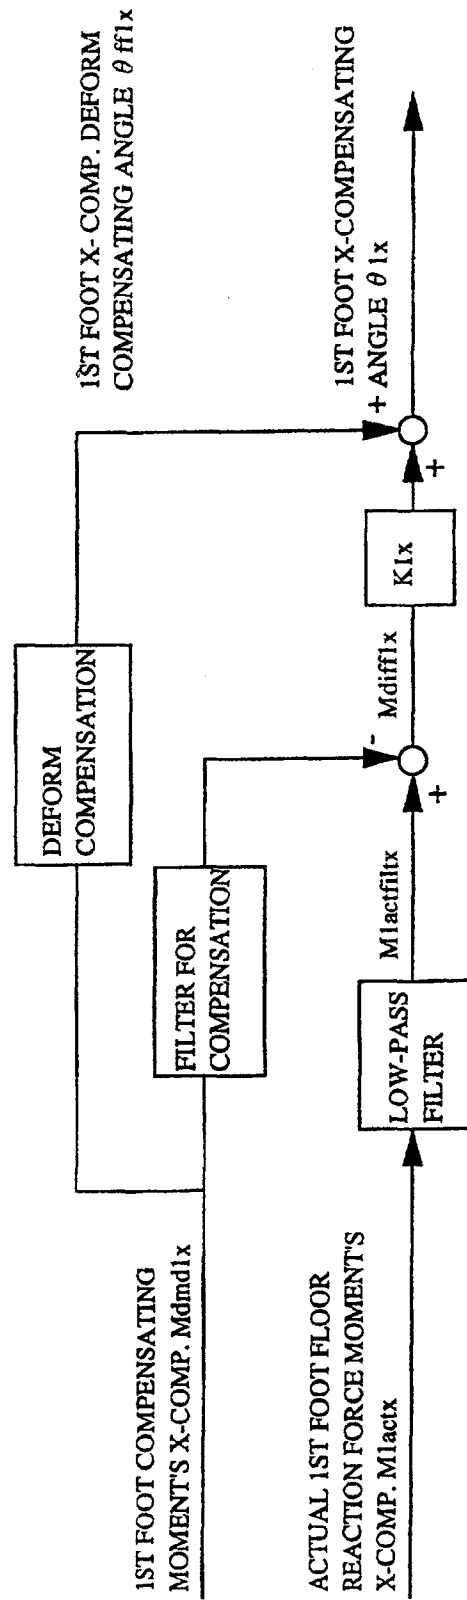 1ST FOOT COMPENSATING
MOMENT'S X-COMP. Mdmd1x
ACTUAL 1ST FOOT FLOOR
REACTION FORCE MOMENT'S
X-COMP. M1actx
DEFORM
COMPENSATION
FILTER FOR
COMPENSATION
LOW-PASS
FILTER
M1actfiltx
+
-
Mdiff1x
K1x
+
+
1ST FOOT X- COMP. DEFORM
COMPENSATING ANGLE θ ff1x
1ST FOOT X-COMPENSATING
ANGLE θ 1x